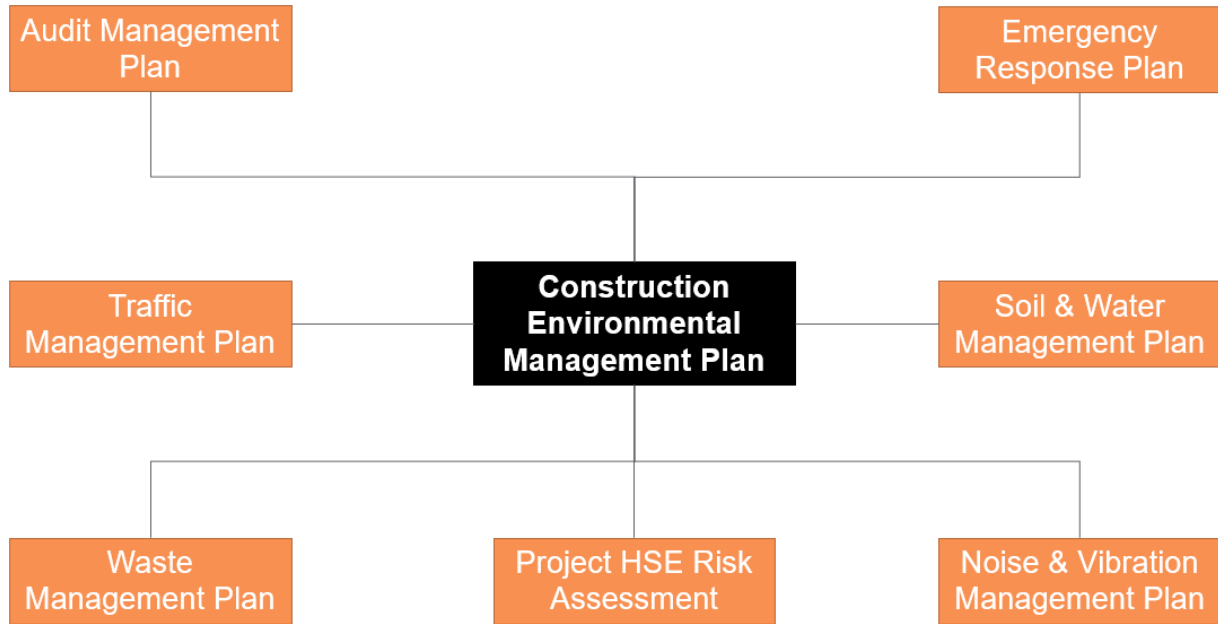 Audit Management
Plan
Emergency
Response Plan
Traffic
Management Plan
Construction
Environmental
Management Plan
Soil & Water
Management Plan
Waste
Management Plan
Project HSE Risk
Assessment
Noise & Vibration
Management Plan